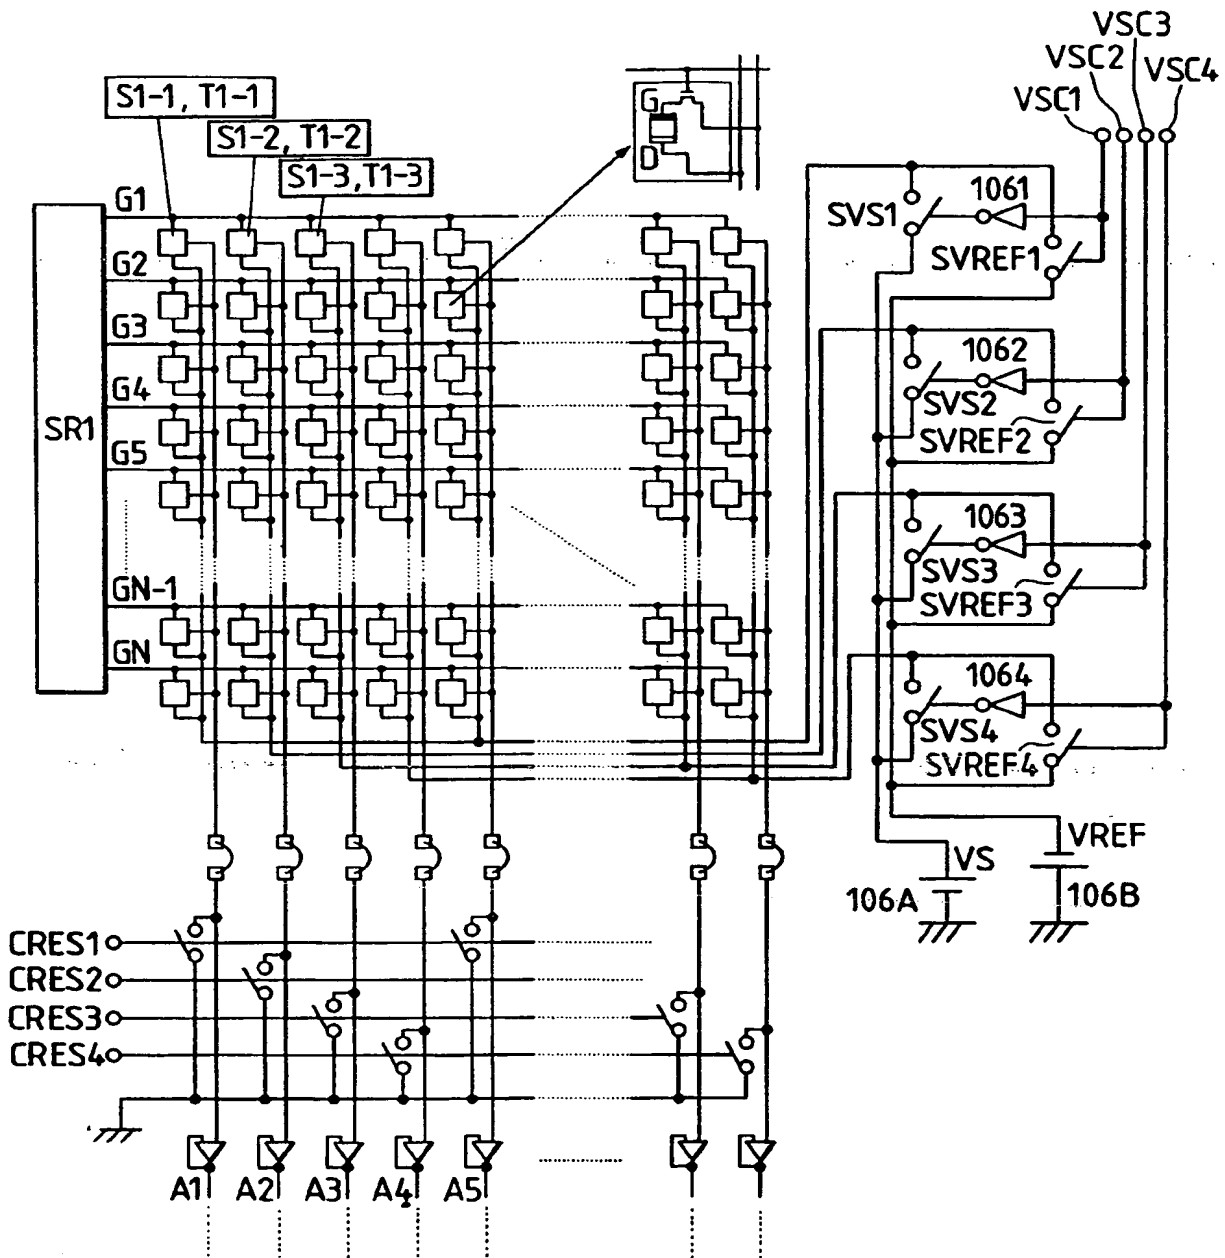 VSC3
VSC2
VSC4
VSC1
S1-1, T1-1
S1-2, T1-2
S1-3, T1-3
G
D
G1
G2
G3
G4
G5
GN-1
GN
SR1
SVS1
1061
SVREF1
1062
SVS2
SVREF2
1063
SVS3
SVREF3
1064
SVS4
SVREF4
VS
VREF
106A
106B
CRES1
CRES2
CRES3
CRES4
A1
A2
A3
A4
A5